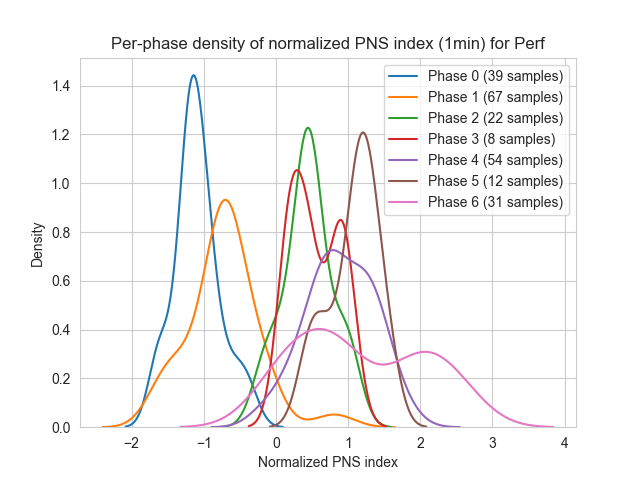 Per-phase density of normalized PNS index (1min) for Perf
Density
1.4
1.2
1.0
0.8
0.6
0.4
0.2
0.0
−2
−1
0
1
2
3
4
Normalized PNS index
Phase 0 (39 samples)
Phase 1 (67 samples)
Phase 2 (22 samples)
Phase 3 (8 samples)
Phase 4 (54 samples)
Phase 5 (12 samples)
Phase 6 (31 samples)